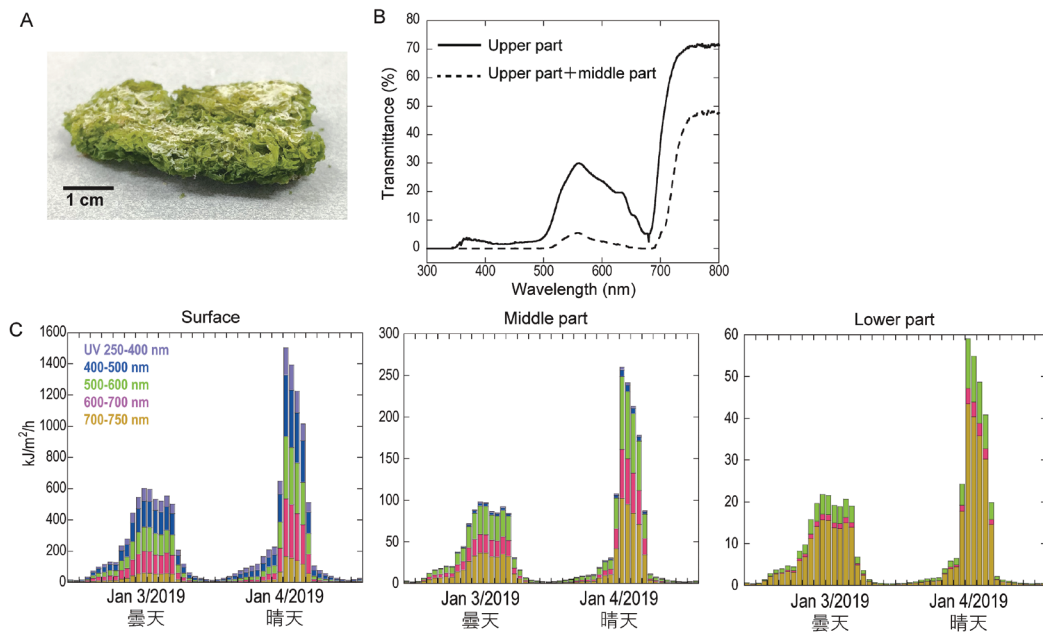 A
1 cm
B
80
70
60
50
40
30
20
10
0
Transmittance (%)
Upper part
Upper part+middle part
300
400
500
600
700
800
Wavelength (nm)
C
Surface
1600
1400
1200
1000
800
600
400
200
0
kJ/m²/h
UV 250-400 nm
400-500 nm
500-600 nm
600-700 nm
700-750 nm
Jan 3/2019
曇天
Jan 4/2019
晴天
Middle part
300
250
200
150
100
50
0
Jan 3/2019
曇天
Jan 4/2019
晴天
Lower part
60
50
40
30
20
10
0
Jan 3/2019
曇天
Jan 4/2019
晴天